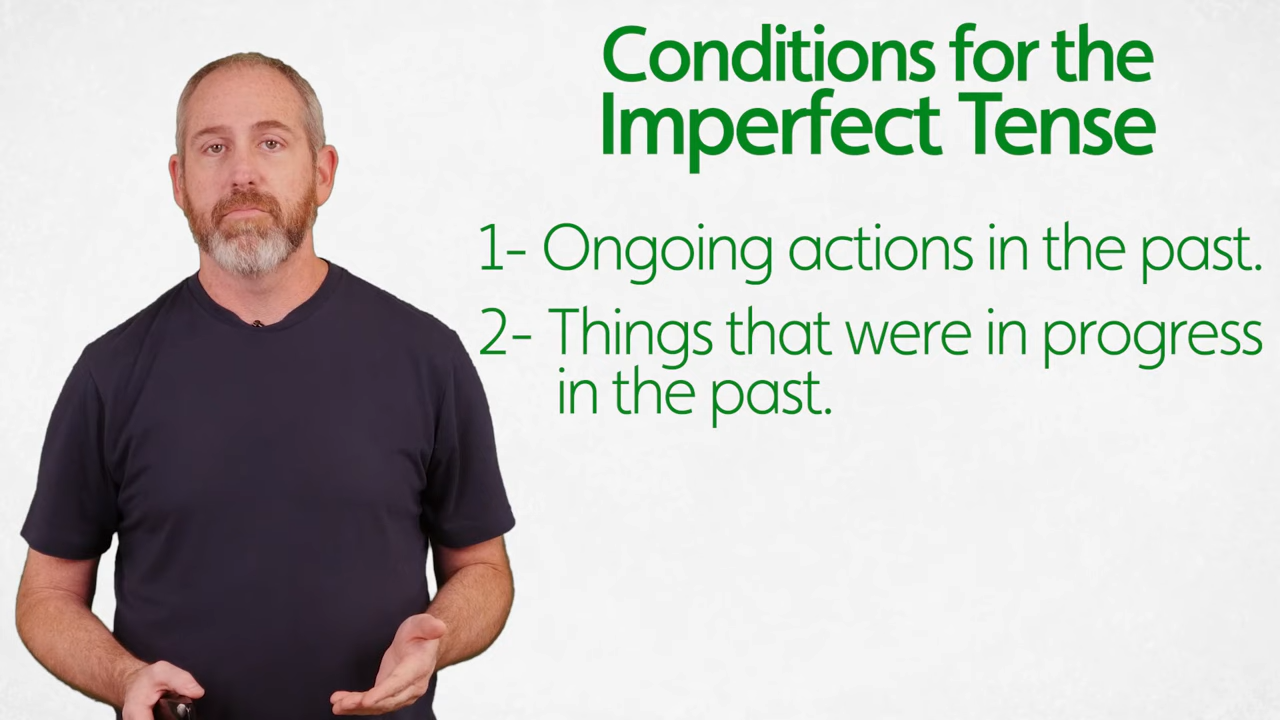 Conditions for the
Imperfect Tense
1- Ongoing actions in the past.
2- Things that were in progress
in the past.